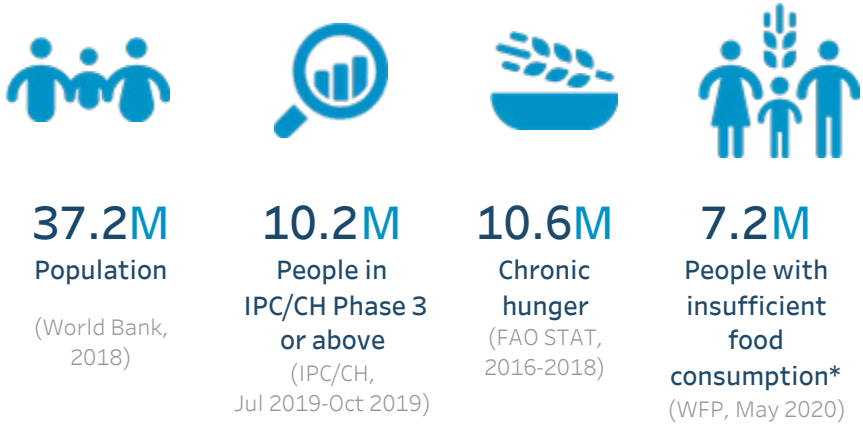 37.2M
Population
(World Bank,
2018)
10.2M
People in
IPC/CH Phase 3
or above
(IPC/CH,
Jul 2019-Oct 2019)
10.6M
Chronic
hunger
(FAO STAT,
2016-2018)
7.2M
People with
insufficient
food
consumption*
(WFP, May 2020)